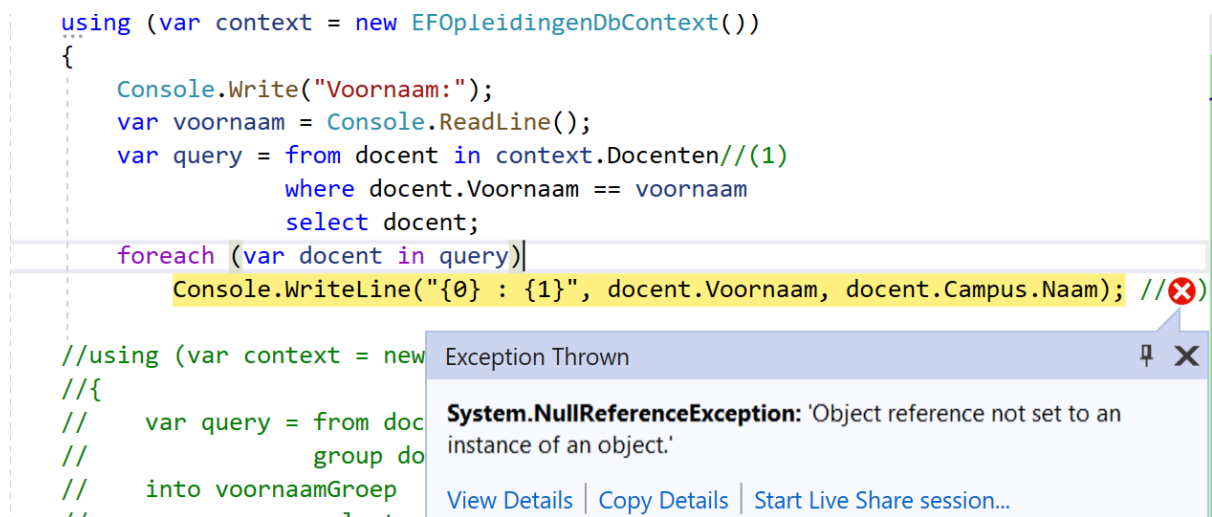 using (var context = new EFOpleidingenDbContext())
{
Console.Write("Voornaam:");
var voornaam = Console.ReadLine();
var query = from docent in context.Docenten//(1)
where docent.Voornaam == voornaam
select docent;
foreach (var docent in query)
Console.WriteLine("{0} : {1}", docent.Voornaam, docent.Campus.Naam); // )
//using (var context = new
//{
// var query = from doc
// group do
// into voornaamGroep
Exception Thrown
System.NullReferenceException: 'Object reference not set to an
instance of an object.'
View Details | Copy Details | Start Live Share session...